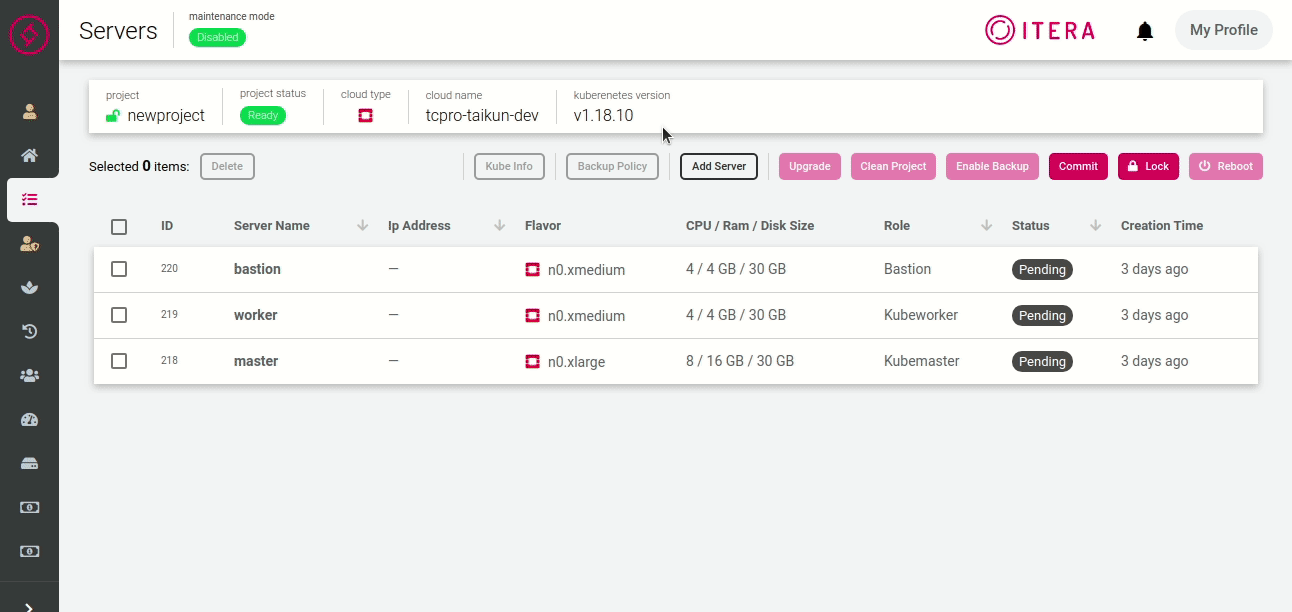 Servers
maintenance mode
Disabled
ITERA
My Profile
project
newproject
project status
Ready
cloud type
cloud name
tcpro-taikun-dev
kuberenetes version
v1.18.10
Selected 0 items:
Delete
Kube Info
Backup Policy
Add Server
Upgrade
Clean Project
Enable Backup
Commit
Lock
Reboot
ID Server Name Ip Address Flavor CPU / Ram / Disk Size Role Status Creation Time
220 bastion — n0.xmedium 4 / 4 GB / 30 GB Bastion Pending 3 days ago
219 worker — n0.xmedium 4 / 4 GB / 30 GB Kubeworker Pending 3 days ago
218 master — n0.xlarge 8 / 16 GB / 30 GB Kubemaster Pending 3 days ago